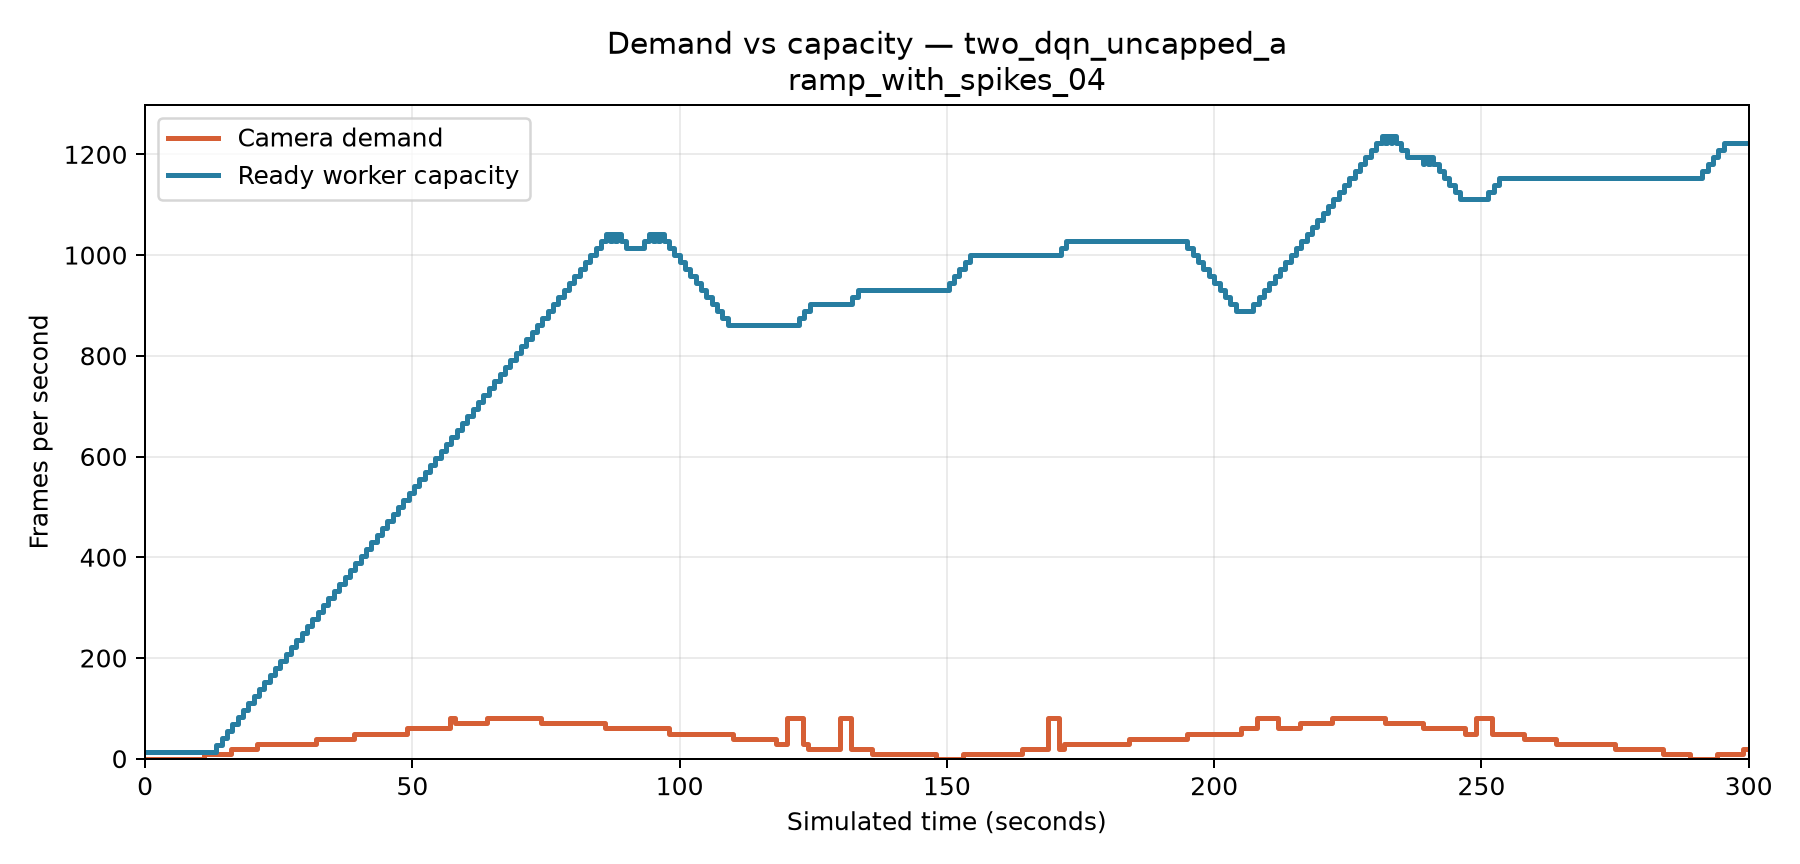 Demand vs capacity — two_dqn_uncapped_a
ramp_with_spikes_04
Camera demand
Ready worker capacity
Frames per second
1200
1000
800
600
400
200
0
0 50 100 150 200 250 300
Simulated time (seconds)